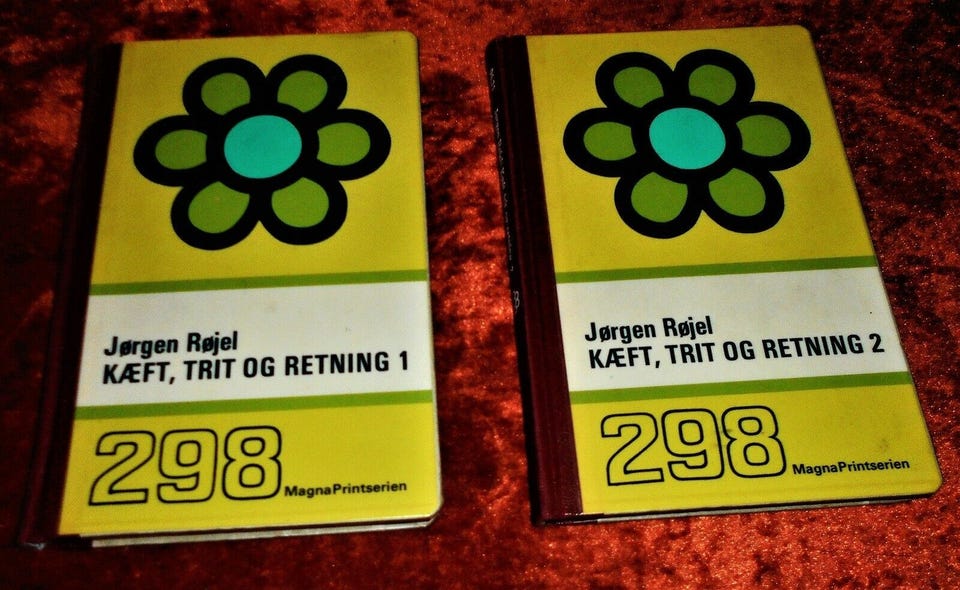 Jørgen Røjel
KÆFT, TRIT OG RETNING 1
298
MagnaPrintserien
Jørgen Røjel
KÆFT, TRIT OG RETNING 2
298
MagnaPrintserien